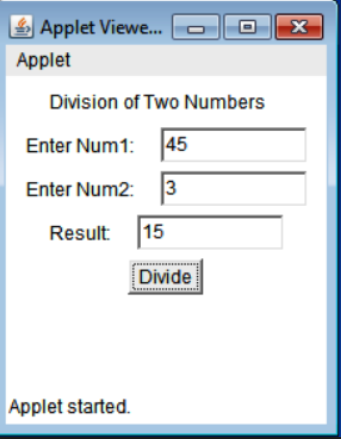 Applet Viewe...
Applet
Division of Two Numbers
Enter Num1: 45
Enter Num2: 3
Result: 15
Divide
Applet started.